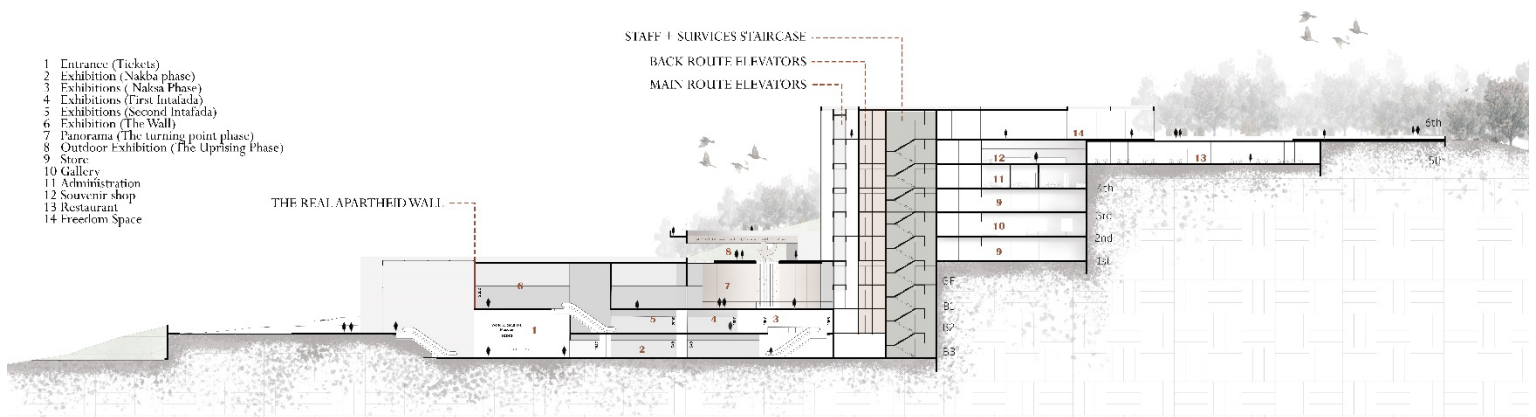 1 Entrance (Tickets)
2 Exhibition (Nakba phase)
3 Exhibitions ( Naksa Phase)
4 Exhibitions (First Intafada)
5 Exhibitions (Second Intafada)
6 Exhibition (The Wall)
7 Panorama (The turning point phase)
8 Outdoor Exhibition (The Uprising Phase)
9 Store
10 Gallery
11 Administration
12 Souvenir shop
13 Restaurant
14 Freedom Space
STAFF + SURVICES STAIRCASE
BACK ROUTE ELEVATORS
MAIN ROUTE ELEVATORS
THE REAL APARTHEID WALL
6th
14
13
5th
12
11
4th
9
3rd
10
2nd
9
1st
8
GF
6
7
B1
5
4
3
B2
1
2
B3